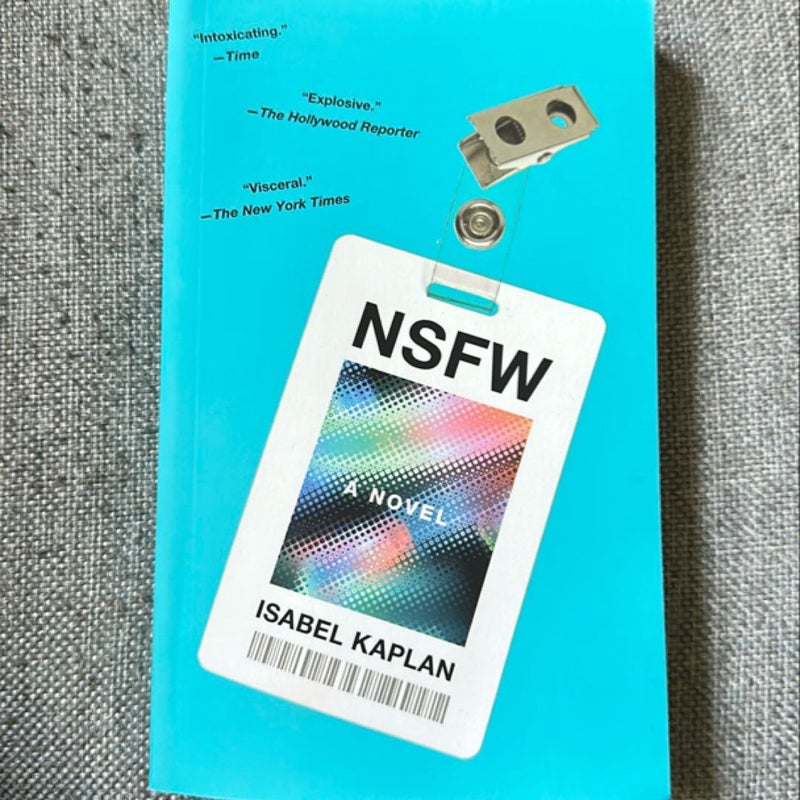 “Intoxicating.”
—Time
“Explosive.”
—The Hollywood Reporter
“Visceral.”
—The New York Times
NSFW
A NOVEL
ISABEL KAPLAN